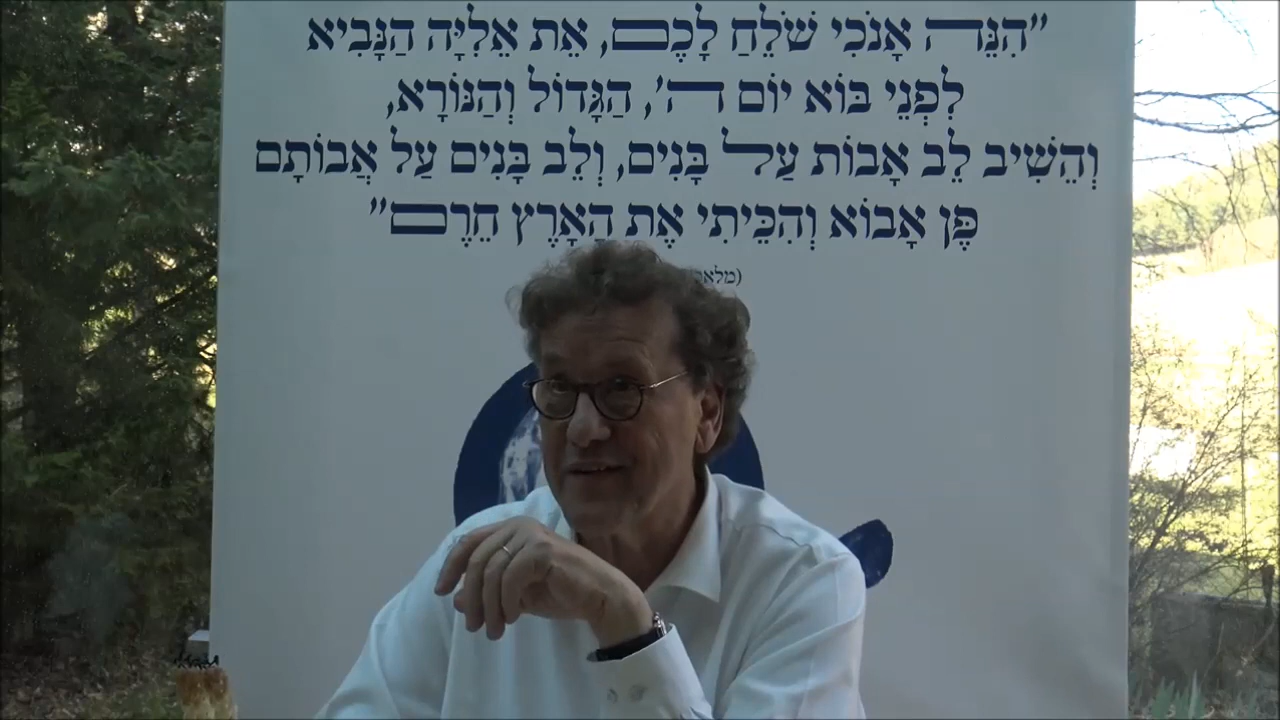 "הִנֵּה אָנֹכִי שֹׁלֵחַ לָכֶם, אֵת אֵלִיָּה הַנָּבִיא
לִפְנֵי בּוֹא יוֹם ה', הַגָּדוֹל וְהַנּוֹרָא,
וְהֵשִׁיב לֵב אָבוֹת עַל בָּנִים, וְלֵב בָּנִים עַל אֲבוֹתָם
פֶּן אָבוֹא וְהִכֵּיתִי אֶת הָאָרֶץ חֵרֶם"